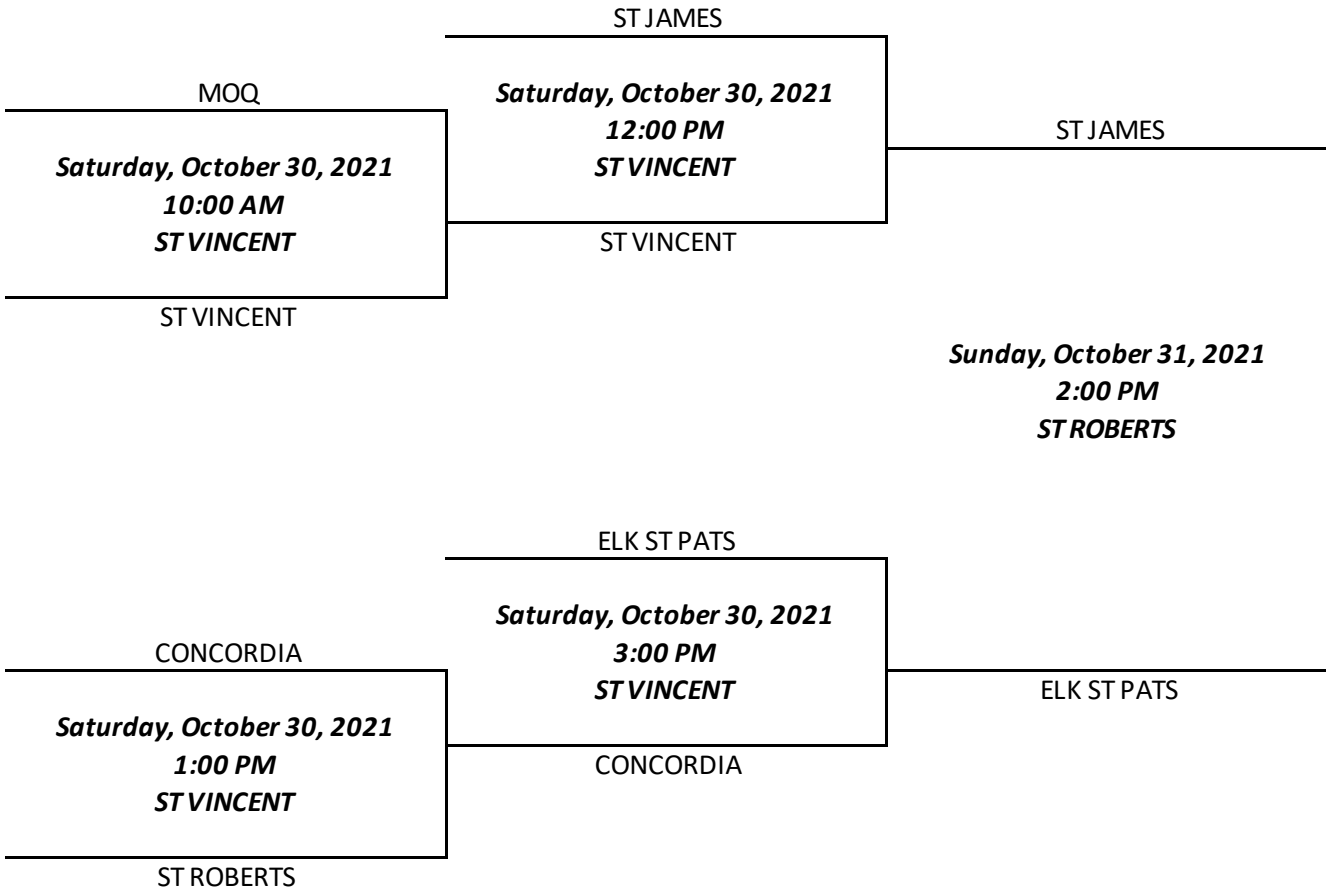 ST JAMES
MOQ
Saturday, October 30, 2021
12:00 PM
ST VINCENT
ST JAMES
Saturday, October 30, 2021
10:00 AM
ST VINCENT
ST VINCENT
ST VINCENT
Sunday, October 31, 2021
2:00 PM
ST ROBERTS
ELK ST PATS
Saturday, October 30, 2021
3:00 PM
ST VINCENT
CONCORDIA
ELK ST PATS
Saturday, October 30, 2021
1:00 PM
ST VINCENT
CONCORDIA
ST ROBERTS